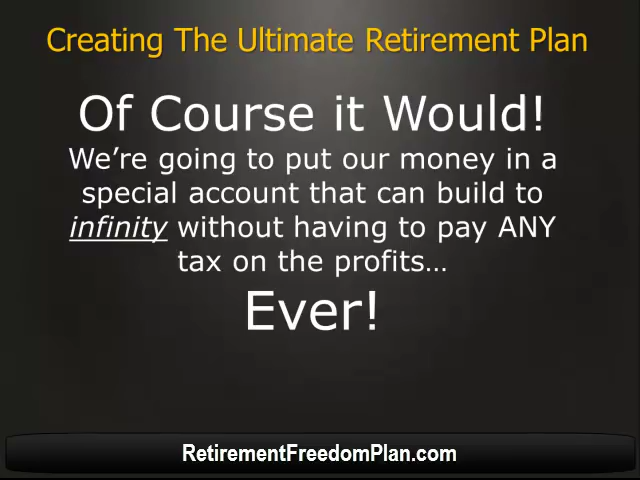 Creating The Ultimate Retirement Plan
Of Course it Would!
We’re going to put our money in a
special account that can build to
infinity without having to pay ANY
tax on the profits…
Ever!
RetirementFreedomPlan.com